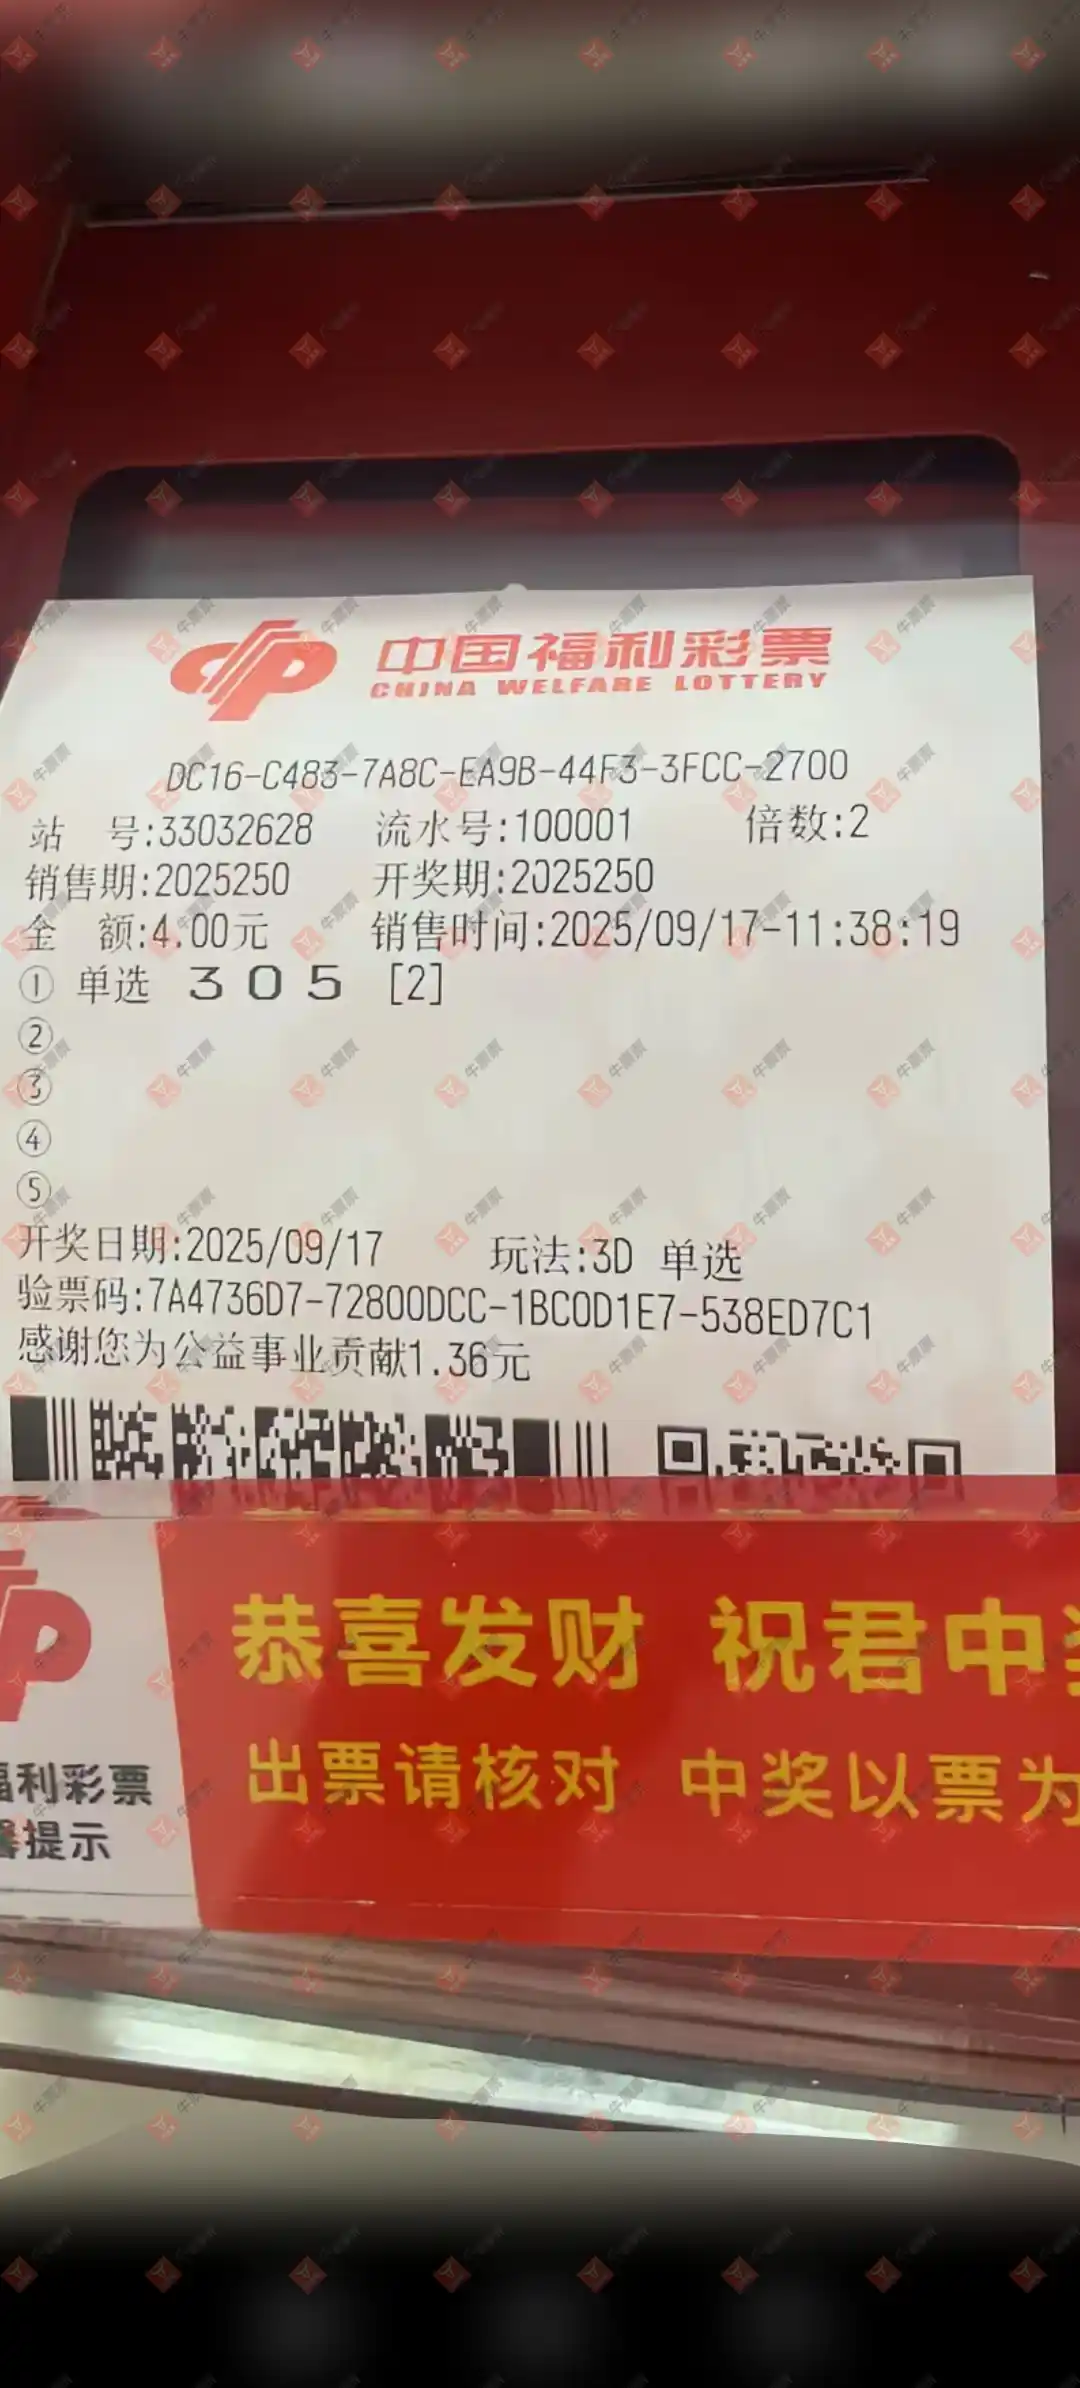 中国福利彩票
CHINA WELFARE LOTTERY
DC16-C483-7A8C-EA9B-44F3-3FCC-2700
站 号:33032628 流水号:100001 倍数:2
销售期:2025250 开奖期:2025250
金 额:4.00元 销售时间:2025/09/17-11:38:19
① 单选 3 0 5 [2]
②
③
④
⑤
开奖日期:2025/09/17 玩法:3D 单选
验票码:7A4736D7-72800DCC-1BC0D1E7-538ED7C1
感谢您为公益事业贡献1.36元
恭喜发财 祝君中
出票请核对 中奖以票为
利彩票
提示
牛票票